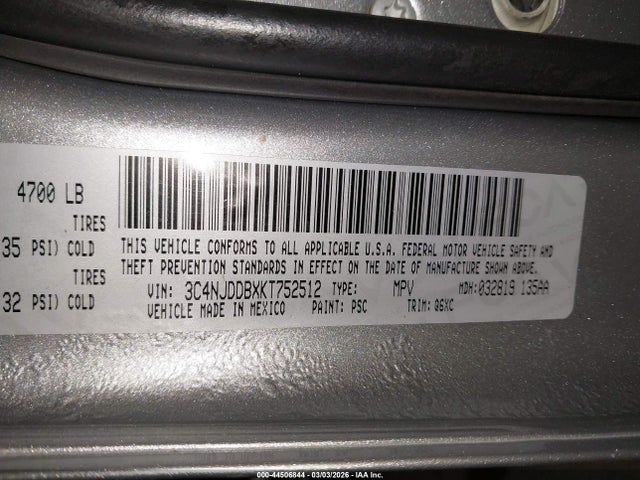 4700 LB
TIRES
35 PSI) COLD
TIRES
32 PSI) COLD
THIS VEHICLE CONFORMS TO ALL APPLICABLE U.S.A. FEDERAL MOTOR VEHICLE SAFETY AND
THEFT PREVENTION STANDARDS IN EFFECT ON THE DATE OF MANUFACTURE SHOWN ABOVE.
VIN: 3C4NJDDBXKT752512 TYPE: MPV MDH:032819 135AA
VEHICLE MADE IN MEXICO PAINT: PSC TRIM: Q6XC
000-44506844 - 03/03/2026 - © IAA Inc.